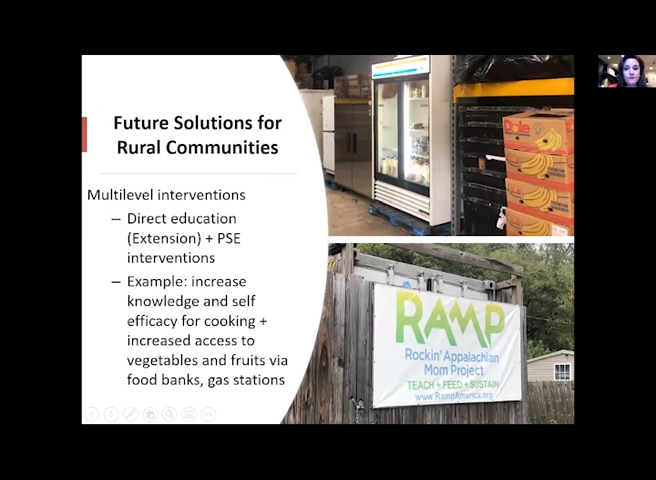 Future Solutions for
Rural Communities
Multilevel interventions
– Direct education
(Extension) + PSE
interventions
– Example: increase
knowledge and self
efficacy for cooking +
increased access to
vegetables and fruits via
food banks, gas stations
Dole
RAMP
Rockin' Appalachian
Mom Project
TEACH + FEED + SUSTAIN
www.RampAmerica.org